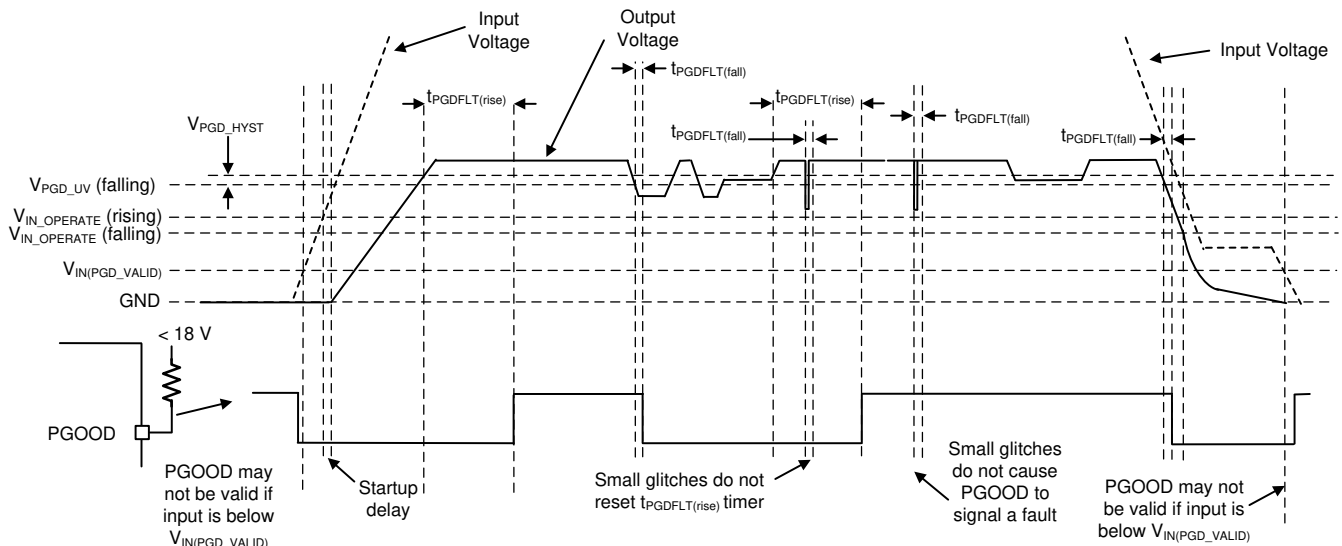 Input
Voltage
Output
Voltage
Input Voltage
tPGDFLT(fall)
tPGDFLT(rise)
tPGDFLT(rise)
tPGDFLT(fall)
tPGDFLT(fall)
tPGDFLT(fall)
VPGD_HYST
VPGD_UV (falling)
VIN_OPERATE (rising)
VIN_OPERATE (falling)
VIN(PGD_VALID)
GND
< 18 V
PGOOD
PGOOD may
not be valid if
input is below
VIN(PGD_VALID)
Startup
delay
Small glitches do not
reset tPGDFLT(rise) timer
Small glitches
do not cause
PGOOD to
signal a fault
PGOOD may not
be valid if input is
below VIN(PGD_VALID)